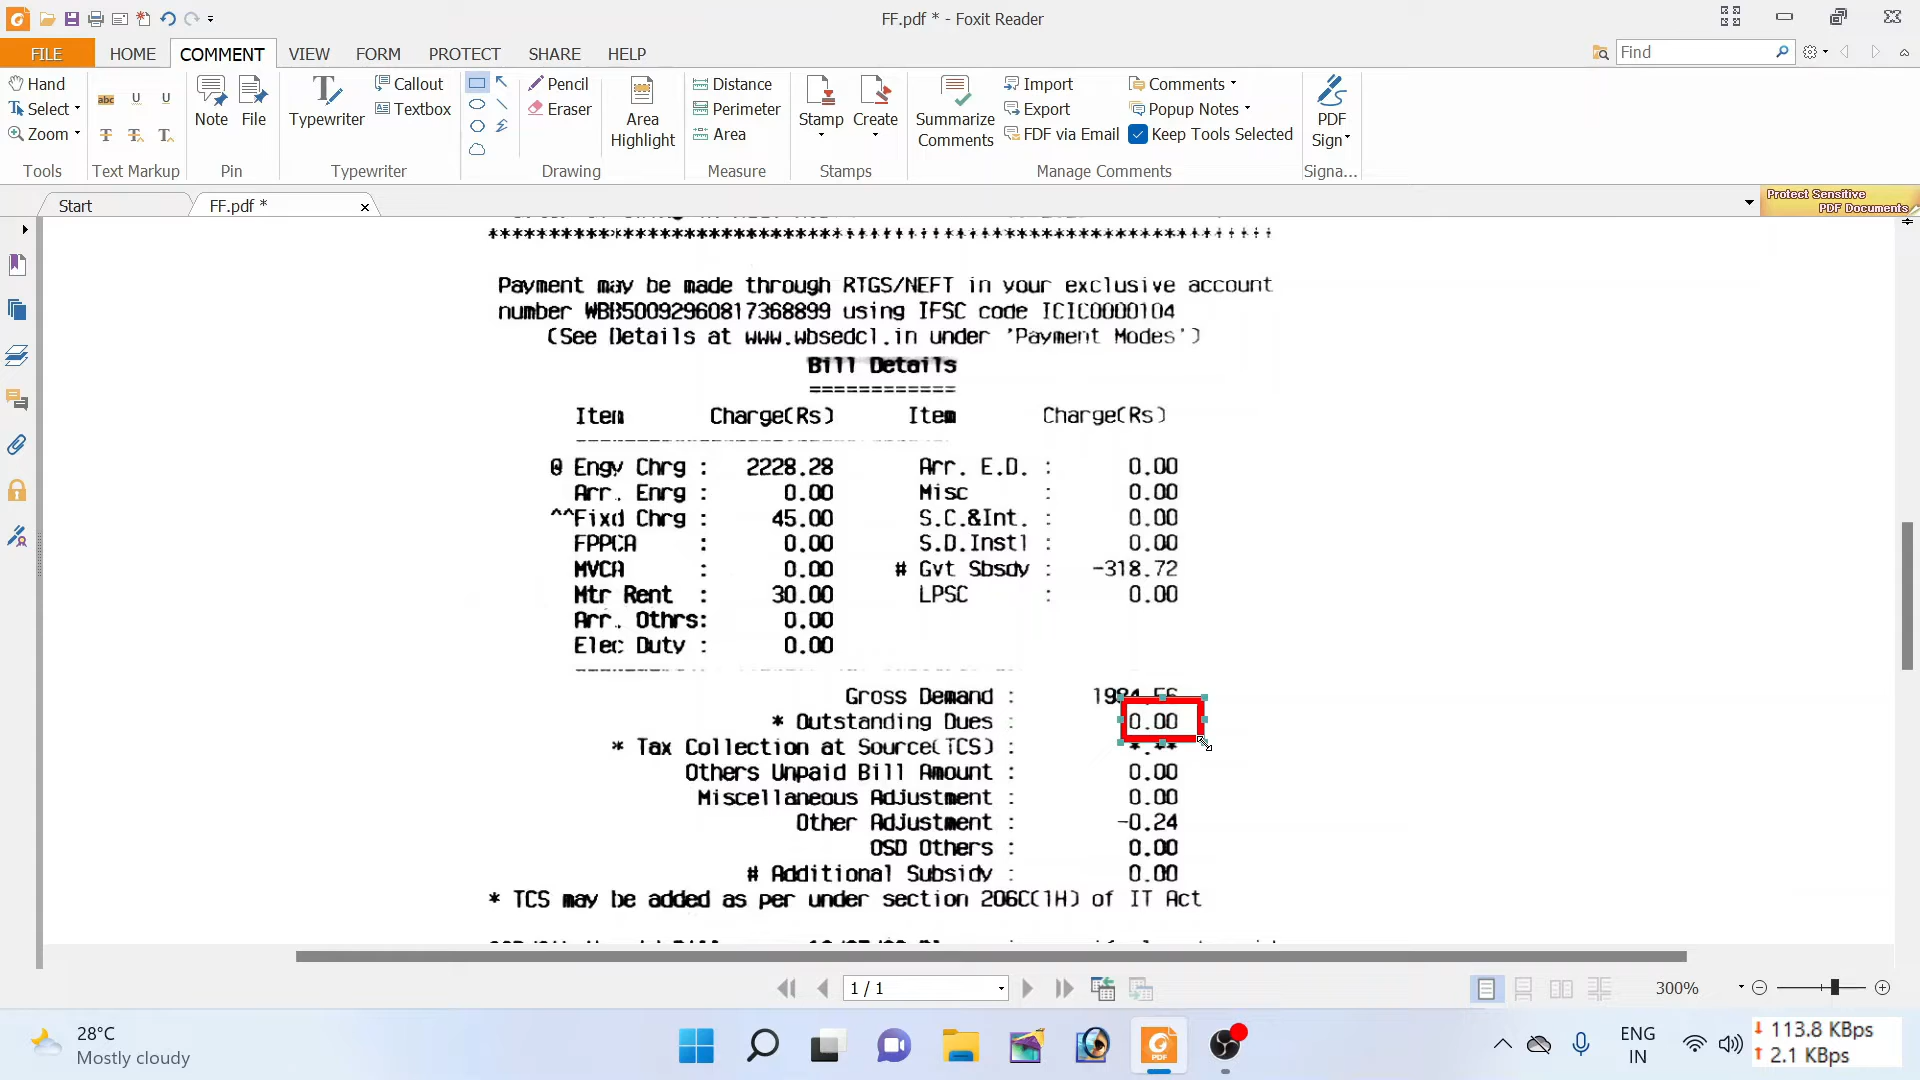 FF.pdf * - Foxit Reader
FILE HOME COMMENT VIEW FORM PROTECT SHARE HELP Find
Hand Select Zoom Tools
abc U U T T T Text Markup
Note File Pin
Typewriter Callout Textbox Typewriter
Pencil Eraser Area Highlight Drawing
Distance Perimeter Area Measure
Stamp Create Stamps
Summarize Comments Import Export FDF via Email Comments Popup Notes Keep Tools Selected Manage Comments
PDF Sign Signa...
Start FF.pdf * Protect Sensitive PDF Documents
Payment may be made through RTGS/NEFT in your exclusive account
number WBB50092960817368899 using IFSC code ICIC0000104
(See Details at www.wbsedcl.in under 'Payment Modes')
Bill Details
============
Item Charge(Rs) Item Charge(Rs)
@ Engy Chrg : 2228.28 Arr. E.D. : 0.00
Arr. Enrg : 0.00 Misc : 0.00
^^Fixd Chrg : 45.00 S.C.&Int. : 0.00
FPPCA : 0.00 S.D.Instl : 0.00
MVCA : 0.00 # Gvt Sbsdy : -318.72
Mtr Rent : 30.00 LPSC : 0.00
Arr. Othrs: 0.00
Elec Duty : 0.00
Gross Demand : 1984.56
* Outstanding Dues : 0.00
* Tax Collection at Source(TCS) : *.**
Others Unpaid Bill Amount : 0.00
Miscellaneous Adjustment : 0.00
Other Adjustment : -0.24
OSD Others : 0.00
# Additional Subsidy : 0.00
* TCS may be added as per under section 206C(1H) of IT Act
1 / 1 300%
28°C
Mostly cloudy
PDF
ENG
IN
113.8 KBps
2.1 KBps